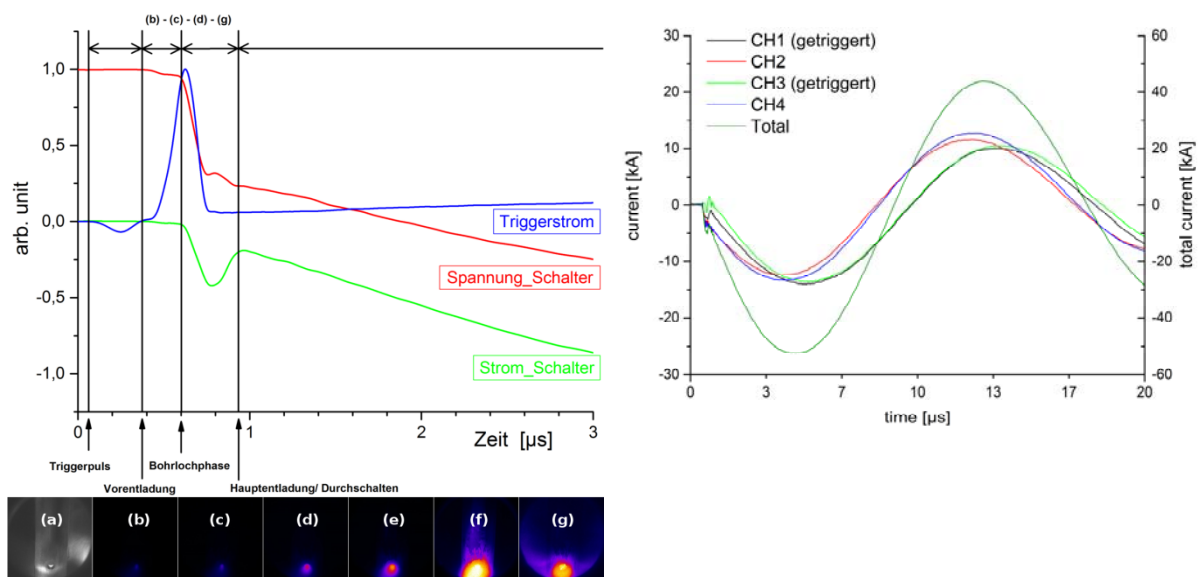 (b) - (c) - (d) - (g)
1,0
0,5
0,0
-0,5
-1,0
arb. unit
Triggerstrom
Spannung_Schalter
Strom_Schalter
0
1
2
3
Zeit [µs]
Triggerpuls
Bohrlochphase
Vorentladung
Hauptentladung/ Durchschalten
(a)
(b)
(c)
(d)
(e)
(f)
(g)
CH1 (getriggert)
CH2
CH3 (getriggert)
CH4
Total
30
20
10
0
-10
-20
-30
current [kA]
60
40
20
0
-20
-40
-60
total current [kA]
0
3
7
10
13
17
20
time [µs]